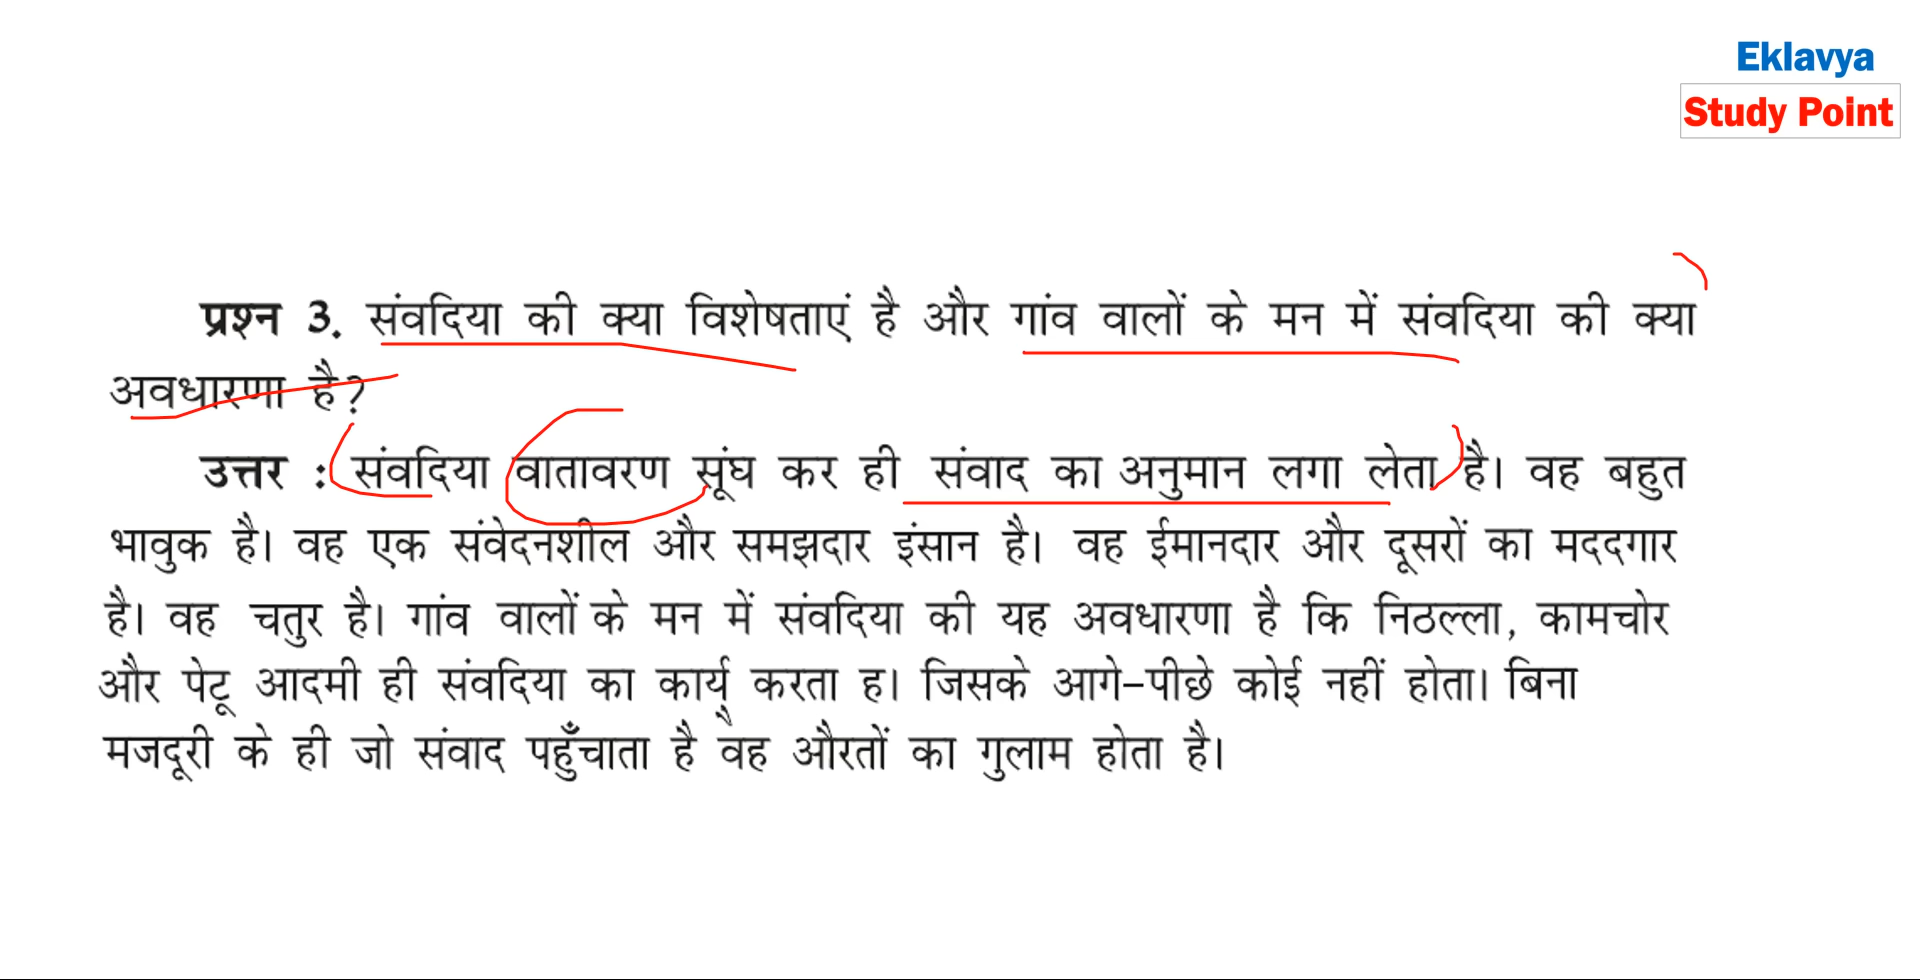 Eklavya
Study Point
प्रश्न 3. संवदिया की क्या विशेषताएं है और गांव वालों के मन में संवदिया की क्या
अवधारणा है?
उत्तर : संवदिया वातावरण सूंघ कर ही संवाद का अनुमान लगा लेता है। वह बहुत
भावुक है। वह एक संवेदनशील और समझदार इंसान है। वह ईमानदार और दूसरों का मददगार
है। वह चतुर है। गांव वालों के मन में संवदिया की यह अवधारणा है कि निठल्ला, कामचोर
और पेटू आदमी ही संवदिया का कार्य करता ह। जिसके आगे-पीछे कोई नहीं होता। बिना
मजदूरी के ही जो संवाद पहुँचाता है वह औरतों का गुलाम होता है।